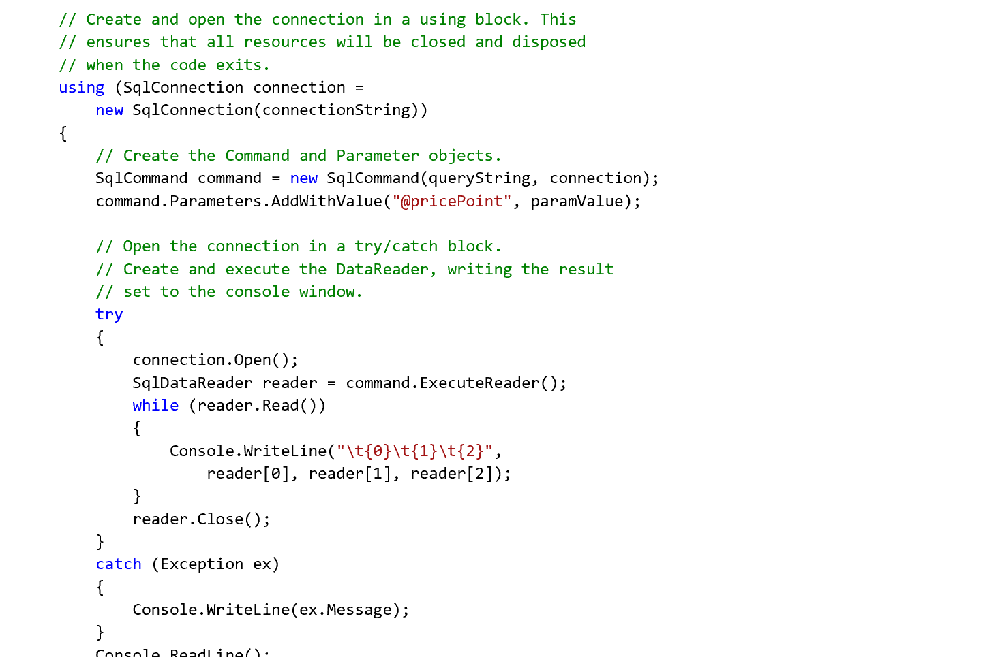 // Create and open the connection in a using block. This
// ensures that all resources will be closed and disposed
// when the code exits.
using (SqlConnection connection =
    new SqlConnection(connectionString))
{
    // Create the Command and Parameter objects.
    SqlCommand command = new SqlCommand(queryString, connection);
    command.Parameters.AddWithValue("@pricePoint", paramValue);

    // Open the connection in a try/catch block.
    // Create and execute the DataReader, writing the result
    // set to the console window.
    try
    {
        connection.Open();
        SqlDataReader reader = command.ExecuteReader();
        while (reader.Read())
        {
            Console.WriteLine("\t{0}\t{1}\t{2}",
                reader[0], reader[1], reader[2]);
        }
        reader.Close();
    }
    catch (Exception ex)
    {
        Console.WriteLine(ex.Message);
    }
    Console.ReadLine();